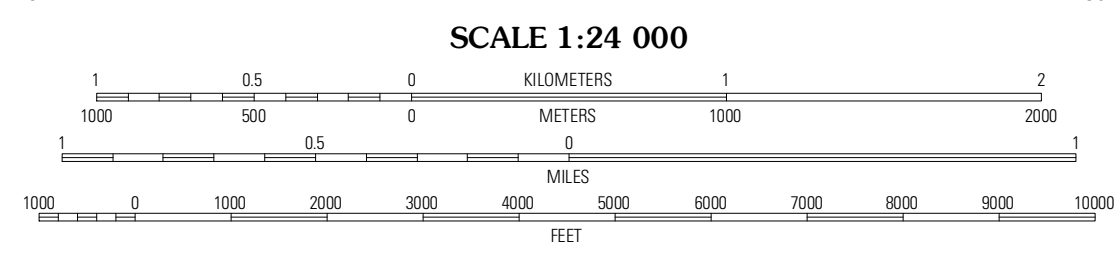 SCALE 1:24 000
1 0.5 0 KILOMETERS 1 2
1000 500 0 METERS 1000 2000
1 0.5 0 1
MILES
1000 0 1000 2000 3000 4000 5000 6000 7000 8000 9000 10000
FEET